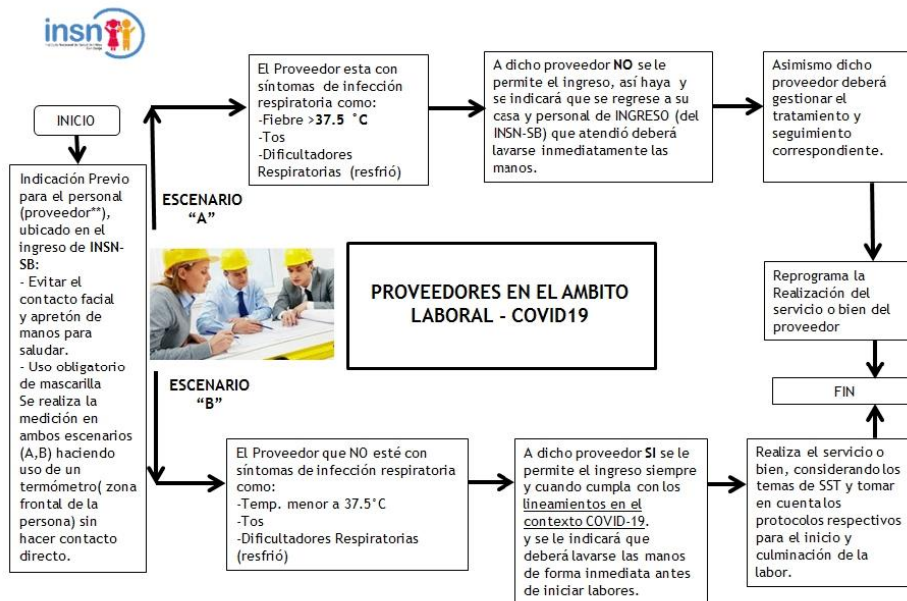 insn
INICIO
Indicación Previo
para el personal
(proveedor**),
ubicado en el
ingreso de INSN-
SB:
- Evitar el
contacto facial
y apretón de
manos para
saludar.
- Uso obligatorio
de mascarilla
Se realiza la
medición en
ambos escenarios
(A,B) haciendo
uso de un
termómetro( zona
frontal de la
persona) sin
hacer contacto
directo.
ESCENARIO
“A”
El Proveedor esta con
síntomas de infección
respiratoria como:
-Fiebre >37.5 °C
-Tos
-Dificultadores
Respiratorias (resfrió)
A dicho proveedor NO se le
permite el ingreso, así haya y
se indicará que se regrese a su
casa y personal de INGRESO (del
INSN-SB) que atendió deberá
lavarse inmediatamente las
manos.
Asimismo dicho
proveedor deberá
gestionar el
tratamiento y
seguimiento
correspondiente.
Reprograma la
Realización del
servicio o bien del
proveedor
PROVEEDORES EN EL AMBITO
LABORAL - COVID19
ESCENARIO
“B”
El Proveedor que NO esté con
síntomas de infección respiratoria
como:
-Temp. menor a 37.5°C
-Tos
-Dificultadores Respiratorias
(resfrió)
A dicho proveedor SI se le
permite el ingreso siempre
y cuando cumpla con los
lineamientos en el
contexto COVID-19.
y se le indicará que
deberá lavarse las manos
de forma inmediata antes
de iniciar labores.
Realiza el servicio o
bien, considerando los
temas de SST y tomar
en cuenta los
protocolos respectivos
para el inicio y
culminación de la
labor.
FIN